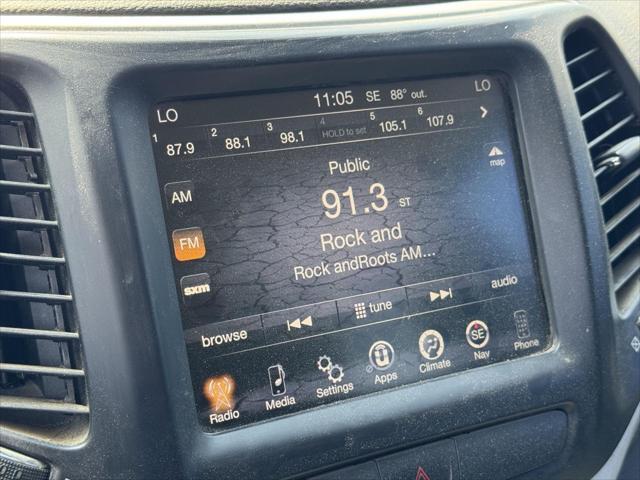 LO 11:05 SE 88° out. LO
1 87.9 2 88.1 3 98.1 4 HOLD to set 5 105.1 6 107.9
AM Public map
91.3 ST
FM Rock and
Rock andRoots AM...
sxm
browse tune audio
SE
Radio Media Settings Apps Climate Nav Phone